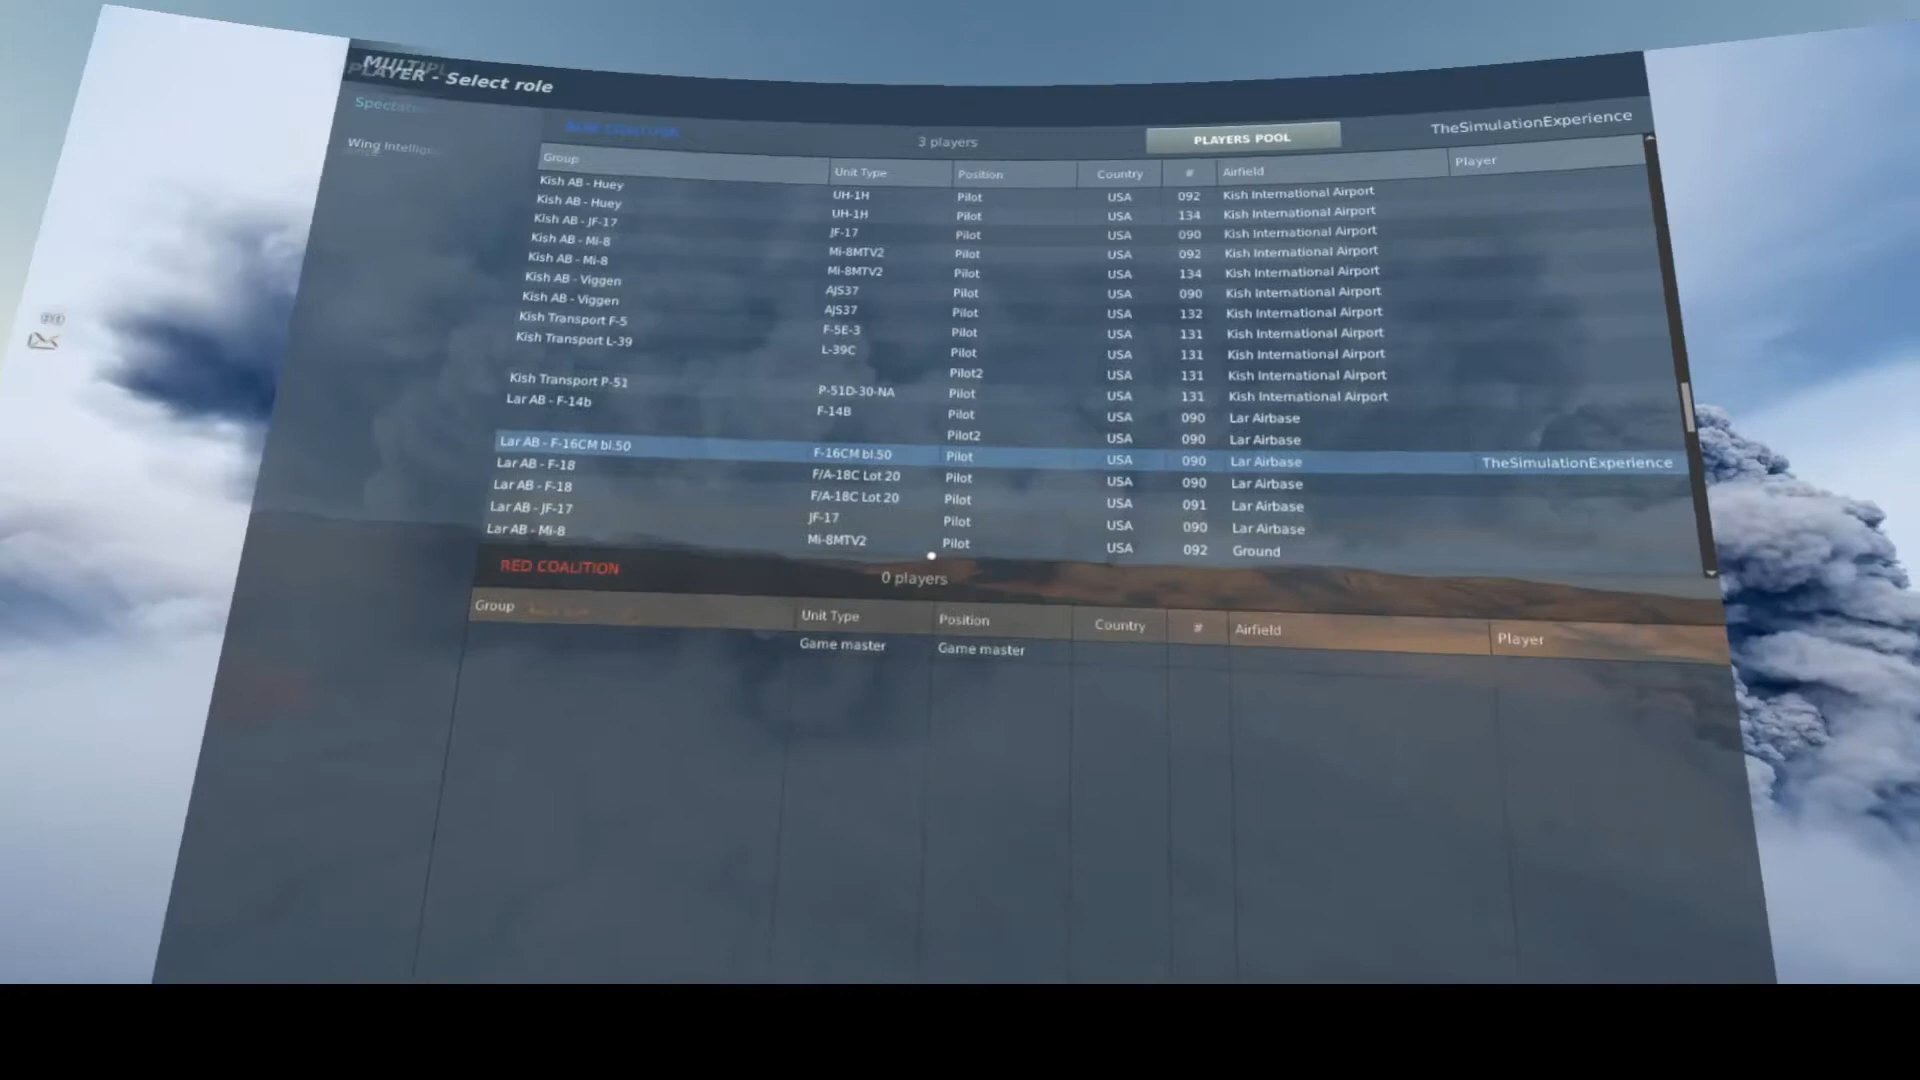 MULTIPL
PLAYER - Select role
BLUE COALITION 3 players PLAYERS POOL TheSimulationExperience
Wing
Group Unit Type Position Country # Airfield Player
Kish AB - Huey UH-1H Pilot USA 092 Kish International Airport
Kish AB - Huey UH-1H Pilot USA 134 Kish International Airport
Kish AB - JF-17 JF-17 Pilot USA 090 Kish International Airport
Kish AB - Mi-8 Mi-8MTV2 Pilot USA 092 Kish International Airport
Kish AB - Mi-8 Mi-8MTV2 Pilot USA 134 Kish International Airport
Kish AB - Viggen AJS37 Pilot USA 090 Kish International Airport
Kish AB - Viggen AJS37 Pilot USA 132 Kish International Airport
Kish Transport F-5 F-5E-3 Pilot USA 131 Kish International Airport
Kish Transport L-39 L-39C Pilot USA 131 Kish International Airport
Pilot2 USA 131 Kish International Airport
Kish Transport P-51 P-51D-30-NA Pilot USA 131 Kish International Airport
Lar AB - F-14b F-14B Pilot USA 090 Lar Airbase
Pilot2 USA 090 Lar Airbase
Lar AB - F-16CM bl.50 F-16CM bl.50 Pilot USA 090 Lar Airbase TheSimulationExperience
Lar AB - F-18 F/A-18C Lot 20 Pilot USA 090 Lar Airbase
Lar AB - F-18 F/A-18C Lot 20 Pilot USA 091 Lar Airbase
Lar AB - JF-17 JF-17 Pilot USA 090 Lar Airbase
Lar AB - Mi-8 Mi-8MTV2 Pilot USA 092 Ground
RED COALITION 0 players
Group Unit Type Position Country # Airfield Player
Game master Game master